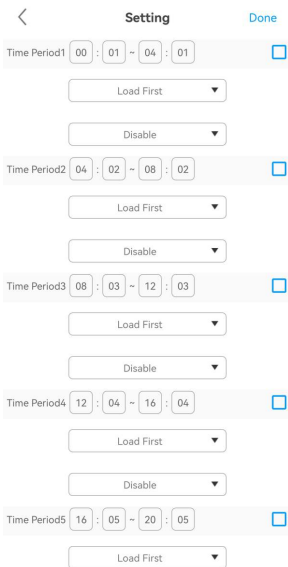 Setting Done
Time Period1 00 : 01 ~ 04 : 01
Load First
Disable
Time Period2 04 : 02 ~ 08 : 02
Load First
Disable
Time Period3 08 : 03 ~ 12 : 03
Load First
Disable
Time Period4 12 : 04 ~ 16 : 04
Load First
Disable
Time Period5 16 : 05 ~ 20 : 05
Load First